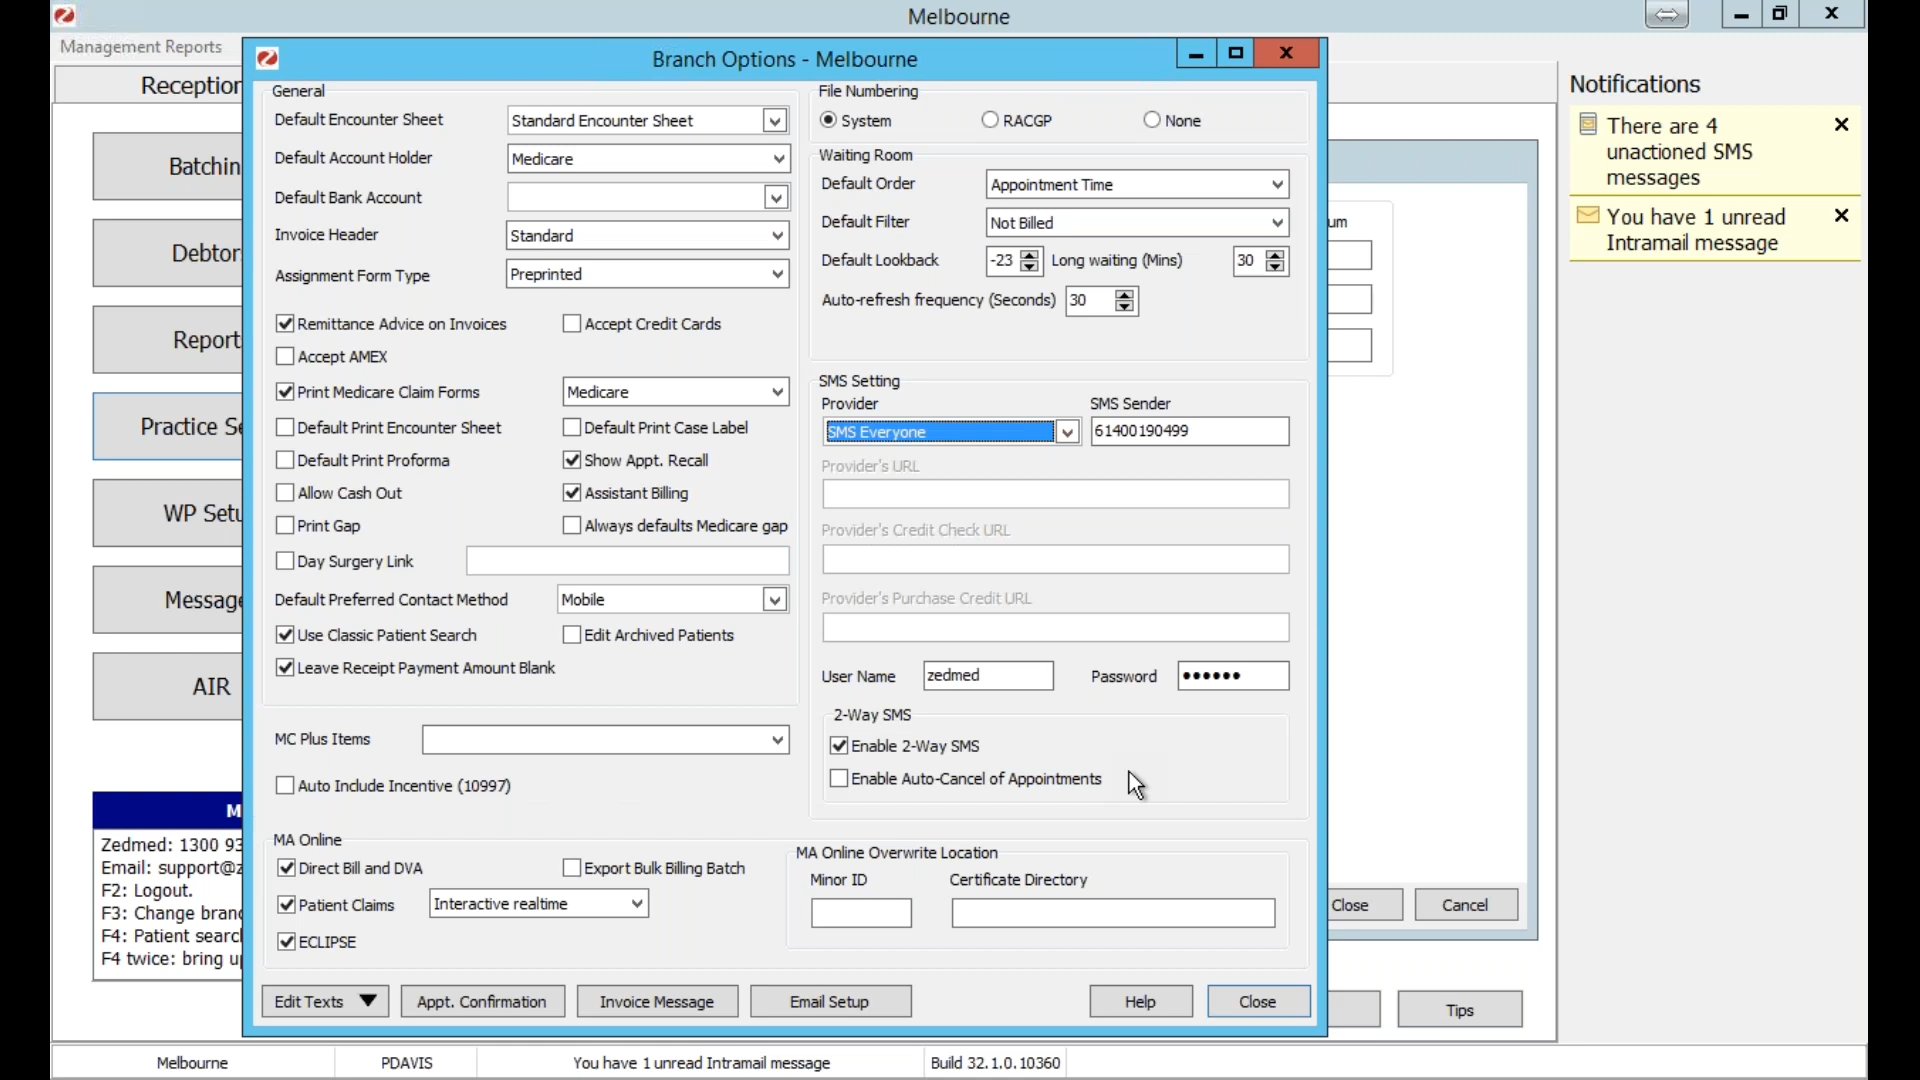 Melbourne
Management Reports
Branch Options - Melbourne
Reception
Batchin
Debtor
Report
Practice Se
WP Setu
Message
AIR
M
Zedmed: 1300 93
Email: support@z
F2: Logout.
F3: Change bran
F4: Patient searc
F4 twice: bring u
General
Default Encounter Sheet
Standard Encounter Sheet
Default Account Holder
Medicare
Default Bank Account
Invoice Header
Standard
Assignment Form Type
Preprinted
Remittance Advice on Invoices
Accept Credit Cards
Accept AMEX
Print Medicare Claim Forms
Medicare
Default Print Encounter Sheet
Default Print Case Label
Default Print Proforma
Show Appt. Recall
Allow Cash Out
Assistant Billing
Print Gap
Always defaults Medicare gap
Day Surgery Link
Default Preferred Contact Method
Mobile
Use Classic Patient Search
Edit Archived Patients
Leave Receipt Payment Amount Blank
MC Plus Items
Auto Include Incentive (10997)
File Numbering
System
RACGP
None
Waiting Room
Default Order
Appointment Time
Default Filter
Not Billed
Default Lookback
-23
Long waiting (Mins)
30
Auto-refresh frequency (Seconds)
30
SMS Setting
Provider
SMS Sender
SMS Everyone
61400190499
Provider's URL
Provider's Credit Check URL
Provider's Purchase Credit URL
User Name
zedmed
Password
••••••
2-Way SMS
Enable 2-Way SMS
Enable Auto-Cancel of Appointments
MA Online
Direct Bill and DVA
Export Bulk Billing Batch
Patient Claims
Interactive realtime
ECLIPSE
MA Online Overwrite Location
Minor ID
Certificate Directory
Edit Texts
Appt. Confirmation
Invoice Message
Email Setup
Help
Close
um
Close
Cancel
Tips
Notifications
There are 4
unactioned SMS
messages
You have 1 unread
Intramail message
Melbourne
PDAVIS
You have 1 unread Intramail message
Build 32.1.0.10360